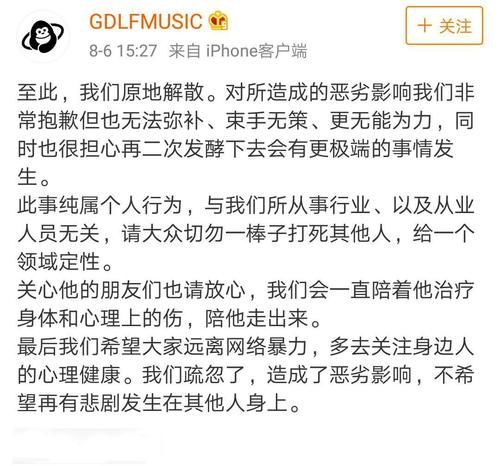 GDLFMUSIC
+ 关注
8-6 15:27 来自 iPhone客户端
至此，我们原地解散。对所造成的恶劣影响我们非
常抱歉但也无法弥补、束手无策、更无能为力，同
时也很担心再二次发酵下去会有更极端的事情发
生。
此事纯属个人行为，与我们所从事行业、以及从业
人员无关，请大众切勿一棒子打死其他人，给一个
领域定性。
关心他的朋友们也请放心，我们会一直陪着他治疗
身体和心理上的伤，陪他走出来。
最后我们希望大家远离网络暴力，多去关注身边人
的心理健康。我们疏忽了，造成了恶劣影响，不希
望再有悲剧发生在其他人身上。